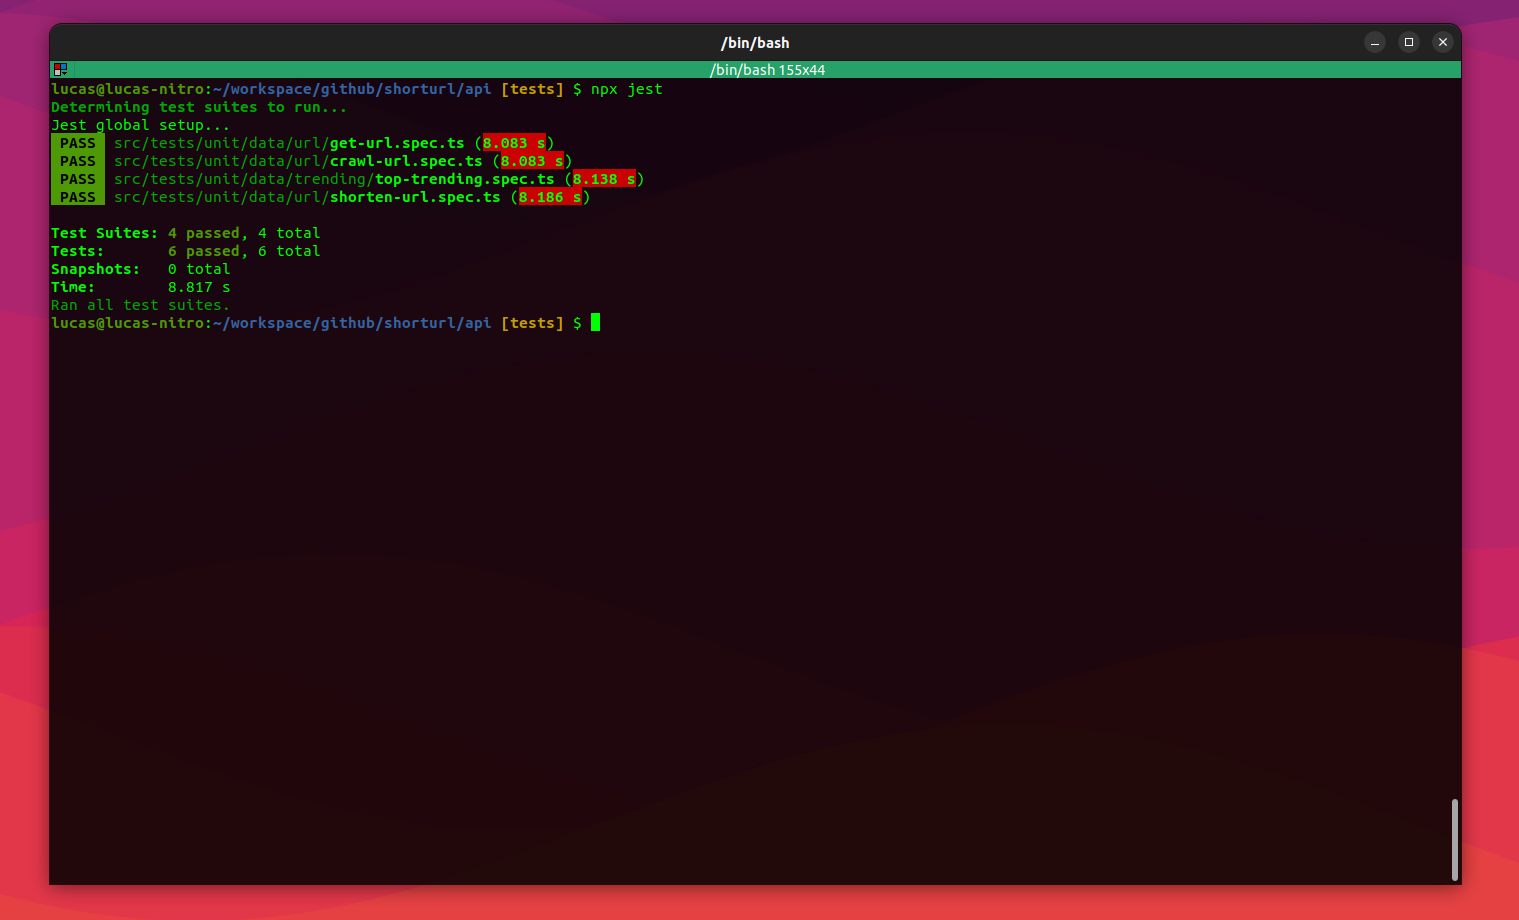 /bin/bash
/bin/bash 155x44
lucas@lucas-nitro:~/workspace/github/shorturl/api [tests] $ npx jest
Determining test suites to run...
Jest global setup...
PASS src/tests/unit/data/url/get-url.spec.ts (8.083 s)
PASS src/tests/unit/data/url/crawl-url.spec.ts (8.083 s)
PASS src/tests/unit/data/trending/top-trending.spec.ts (8.138 s)
PASS src/tests/unit/data/url/shorten-url.spec.ts (8.186 s)
Test Suites: 4 passed, 4 total
Tests:       6 passed, 6 total
Snapshots:   0 total
Time:        8.817 s
Ran all test suites.
lucas@lucas-nitro:~/workspace/github/shorturl/api [tests] $